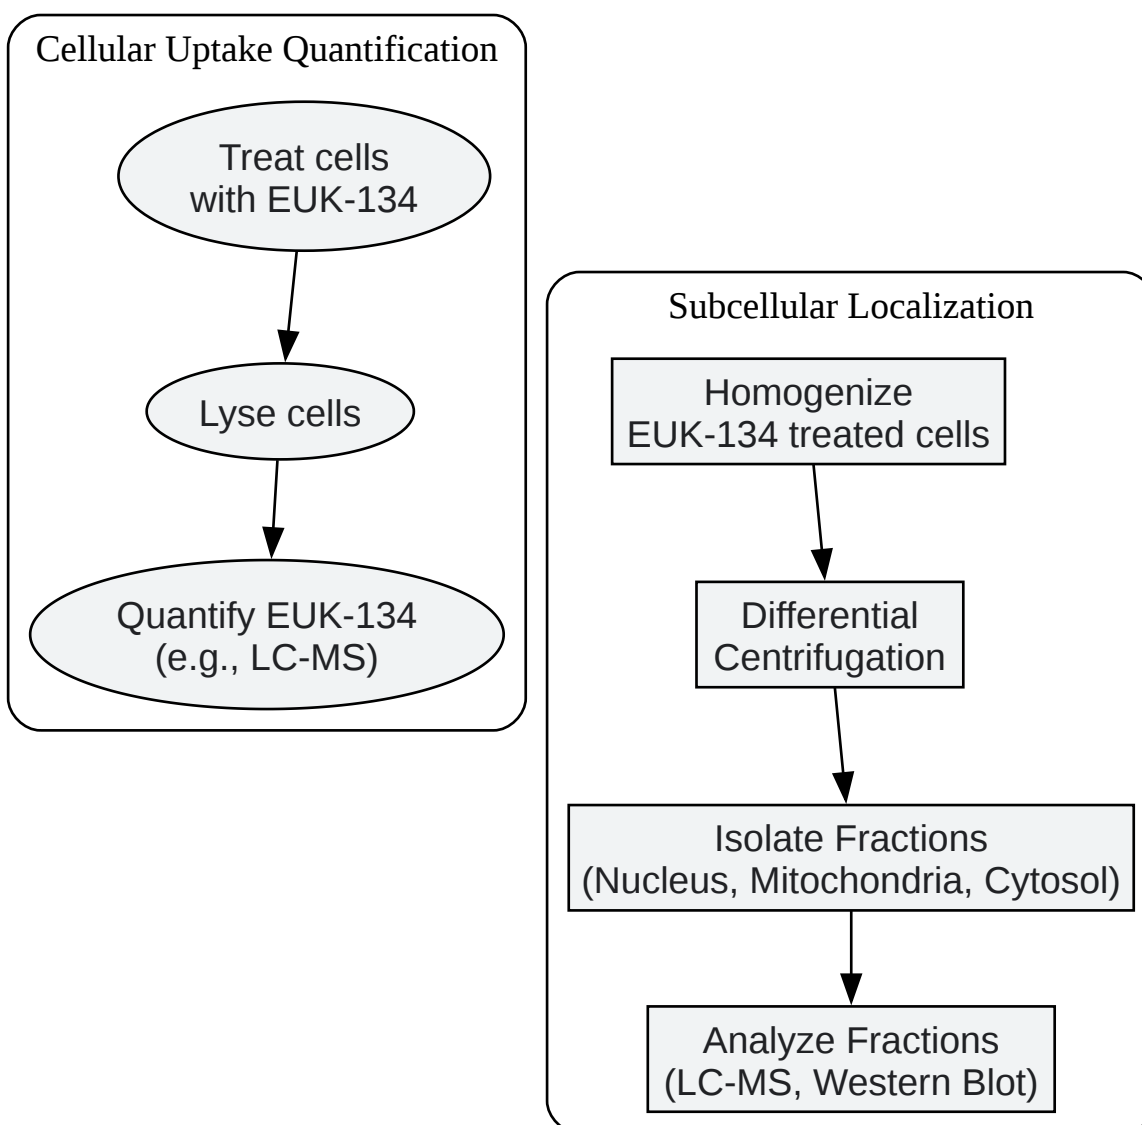 Cellular Uptake Quantification
Treat cells
with EUK-134
Lyse cells
Quantify EUK-134
(e.g., LC-MS)
Subcellular Localization
Homogenize
EUK-134 treated cells
Differential
Centrifugation
Isolate Fractions
(Nucleus, Mitochondria, Cytosol)
Analyze Fractions
(LC-MS, Western Blot)